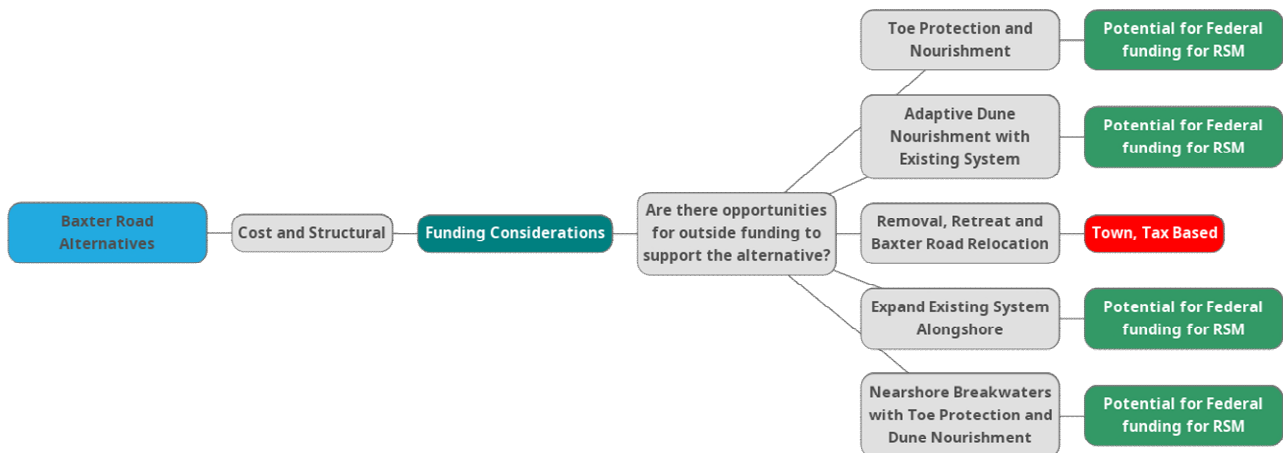 Baxter Road
Alternatives
Cost and Structural
Funding Considerations
Are there opportunities
for outside funding to
support the alternative?
Toe Protection and
Nourishment
Potential for Federal
funding for RSM
Adaptive Dune
Nourishment with
Existing System
Potential for Federal
funding for RSM
Removal, Retreat and
Baxter Road Relocation
Town, Tax Based
Expand Existing System
Alongshore
Potential for Federal
funding for RSM
Nearshore Breakwaters
with Toe Protection and
Dune Nourishment
Potential for Federal
funding for RSM